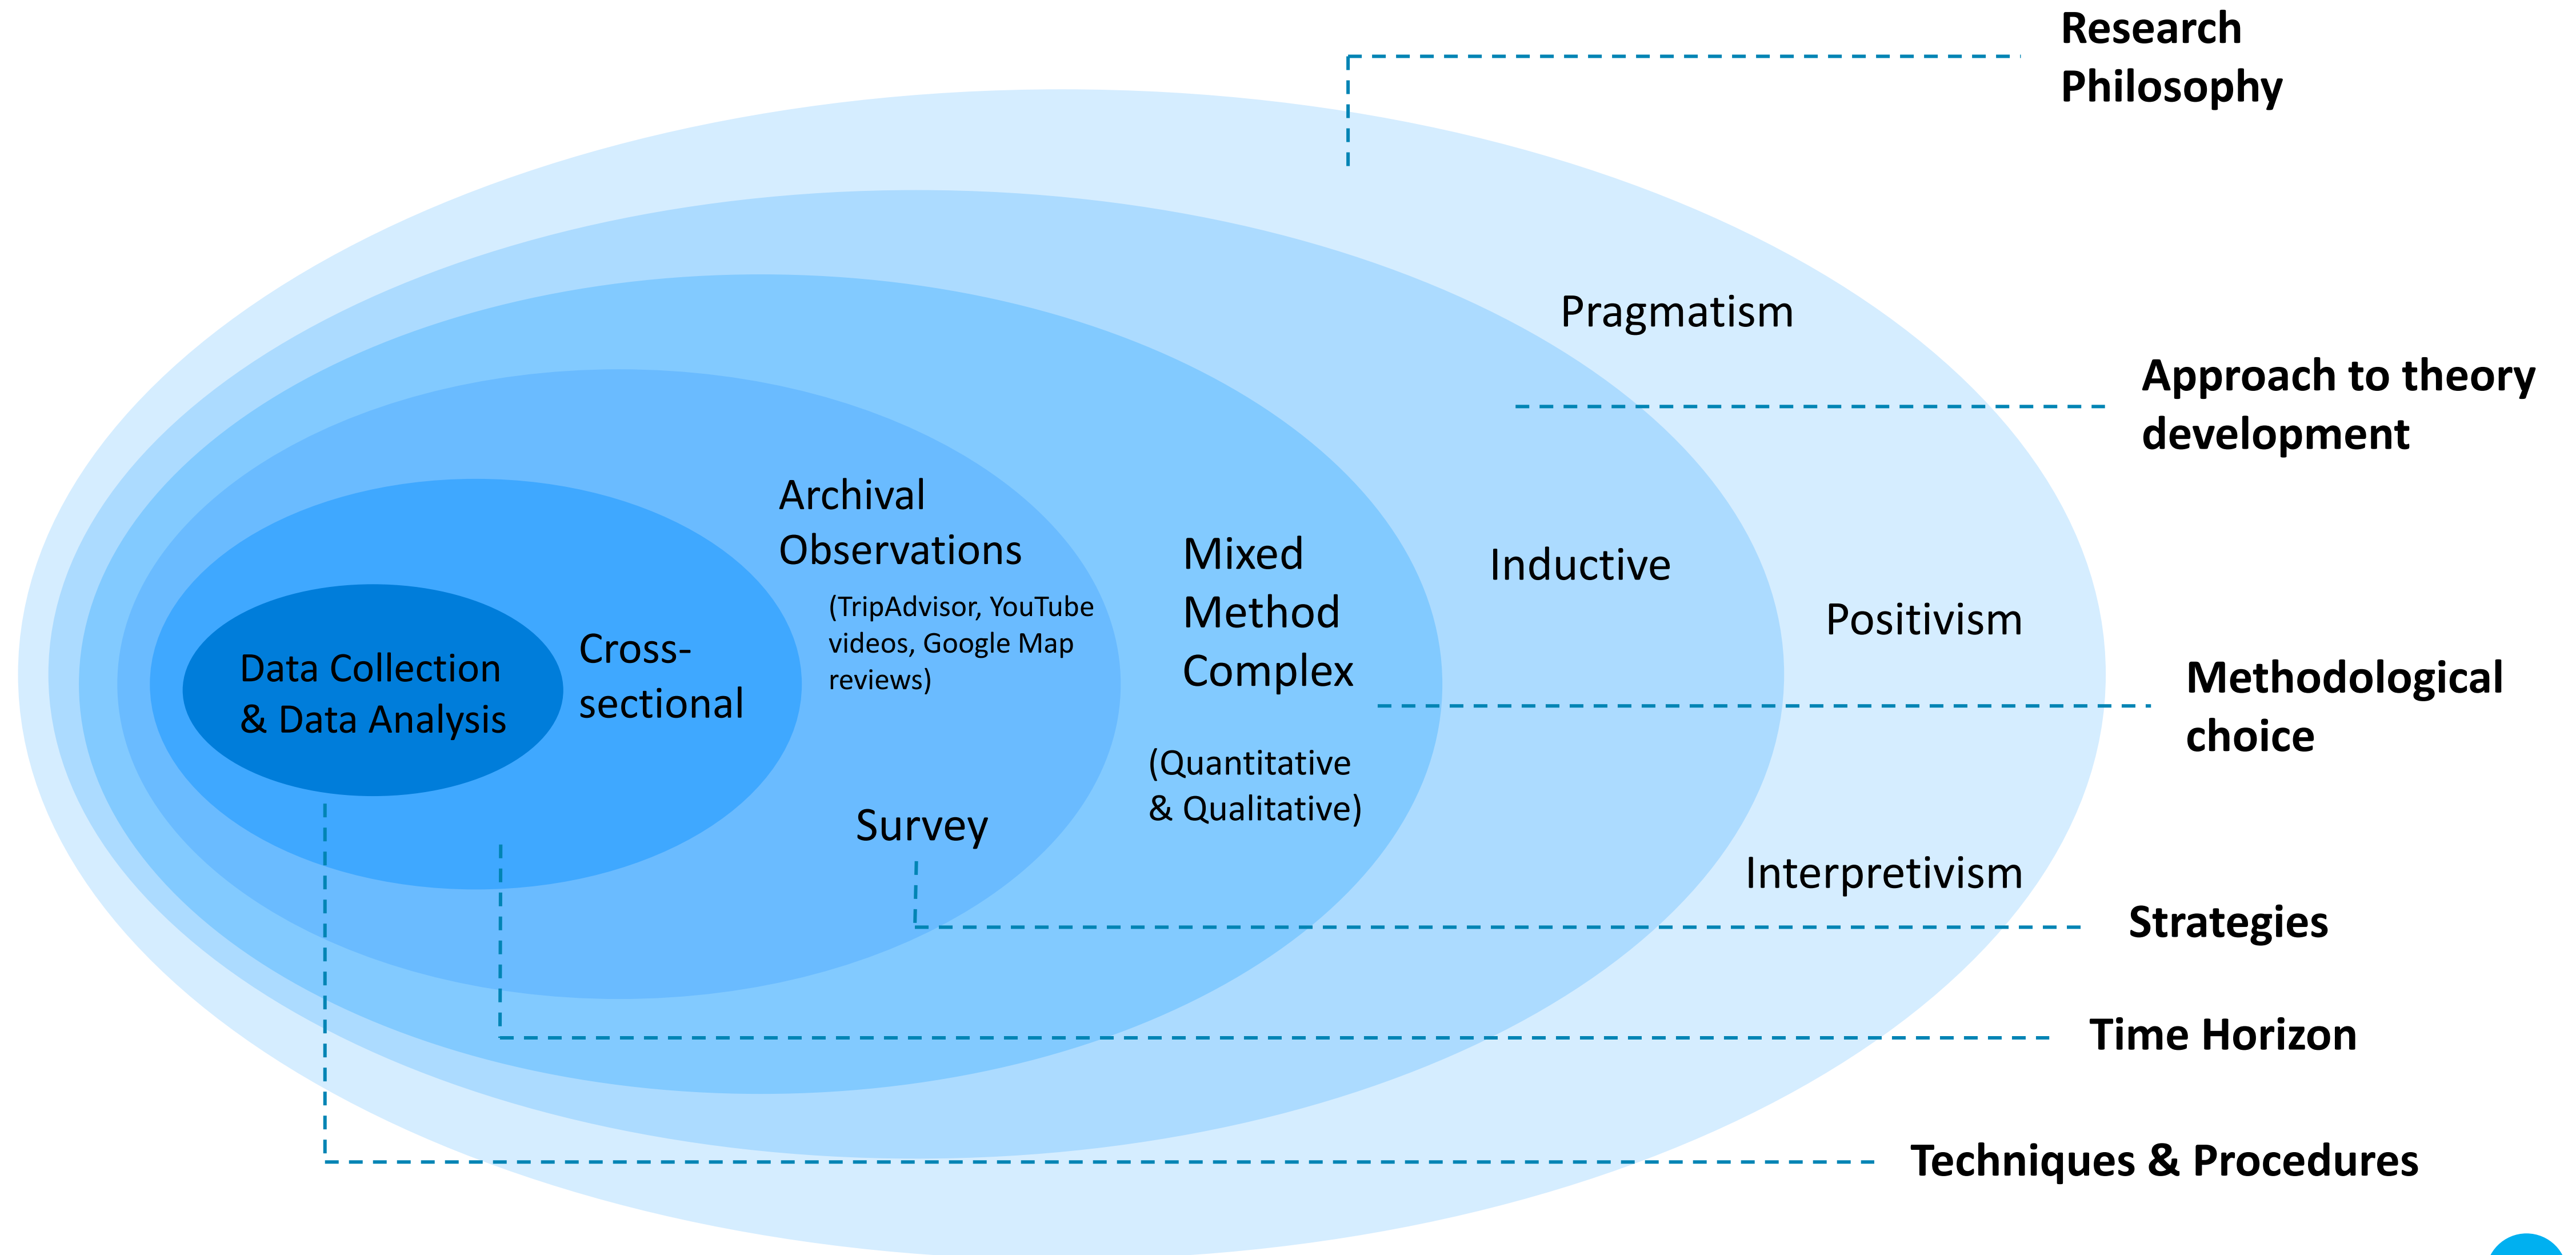 Research
Philosophy
Pragmatism
Approach to theory
development
Archival
Observations
(TripAdvisor, YouTube
videos, Google Map
reviews)
Mixed
Method
Complex
(Quantitative
& Qualitative)
Inductive
Positivism
Data Collection
& Data Analysis
Cross-
sectional
Methodological
choice
Survey
Interpretivism
Strategies
Time Horizon
Techniques & Procedures